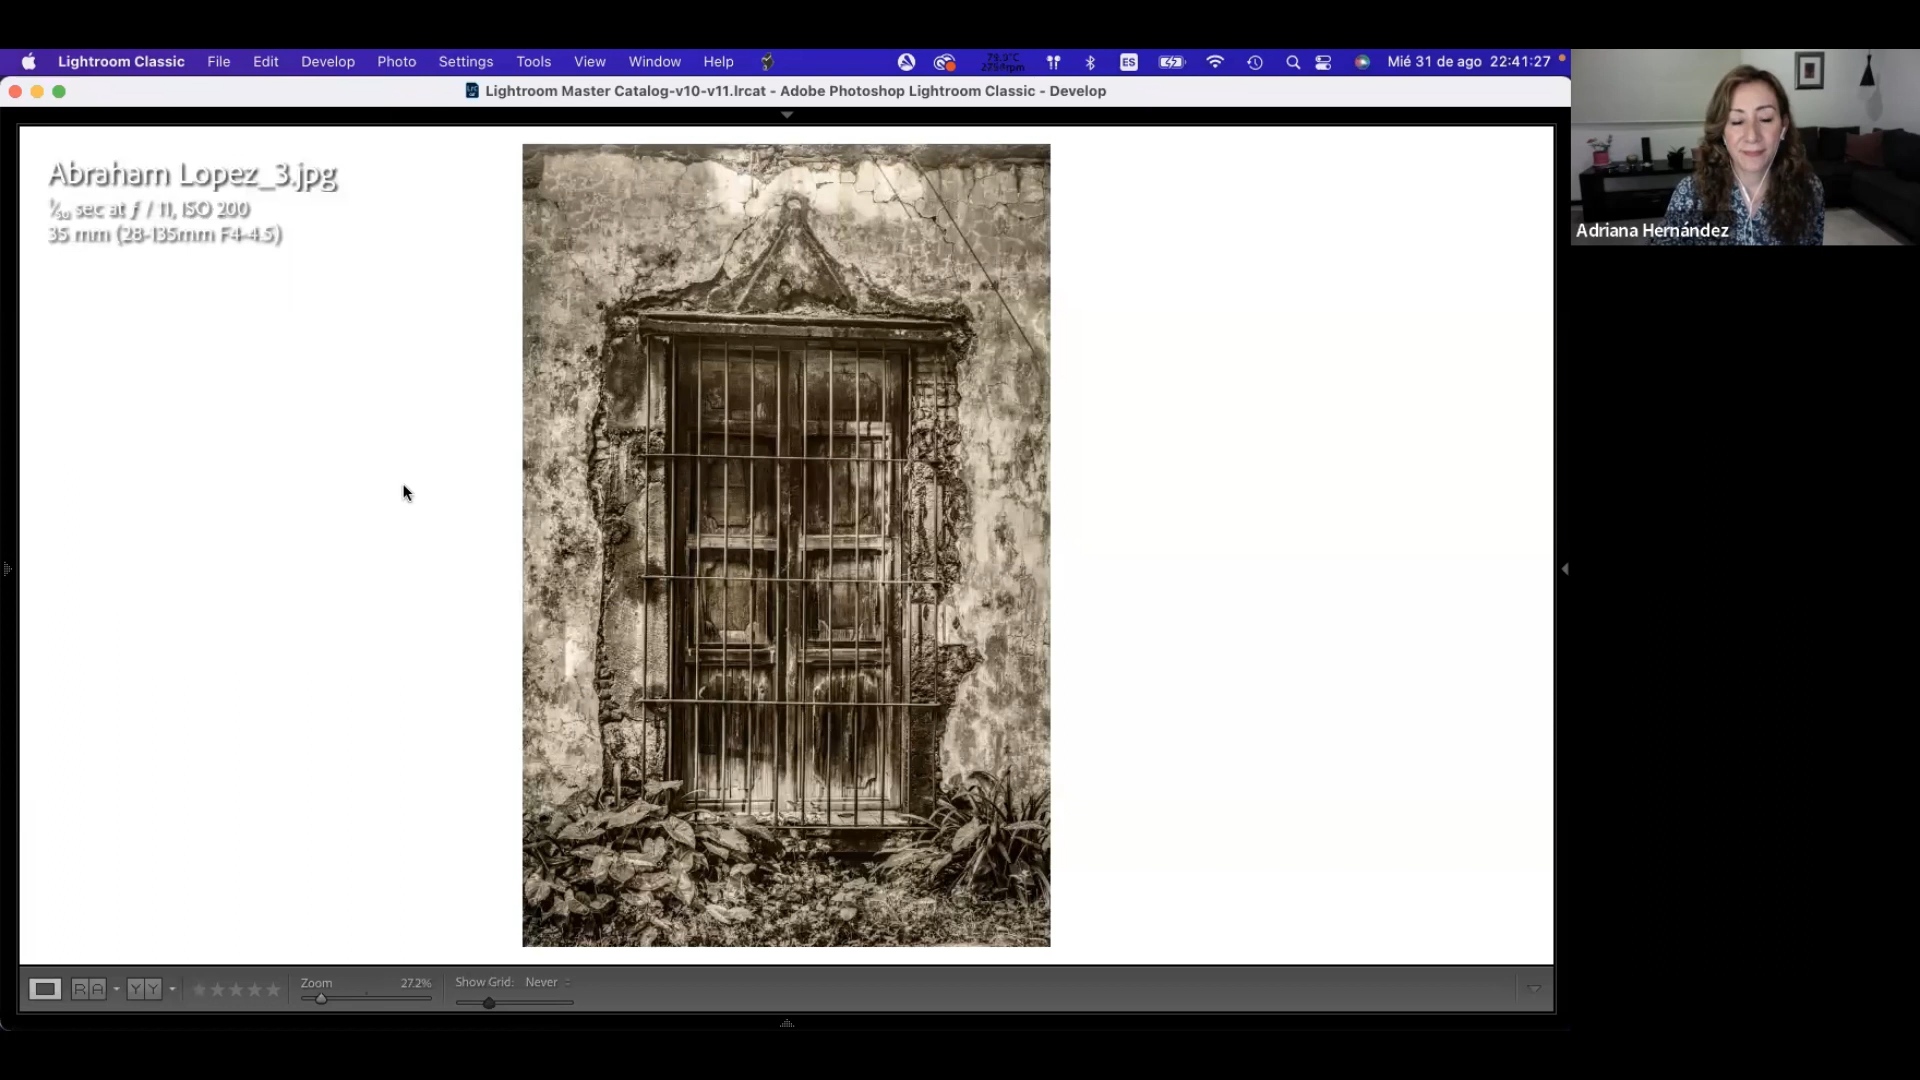 Lightroom Classic File Edit Develop Photo Settings Tools View Window Help ES Mié 31 de ago 22:41:27
Lightroom Master Catalog-v10-v11.lrcat - Adobe Photoshop Lightroom Classic - Develop
Abraham Lopez_3.jpg
sec at ƒ / 11, ISO 200
35 mm (28-135mm F4-4.5)
Adriana Hernández
R A Y Y Zoom 27.2% Show Grid: Never